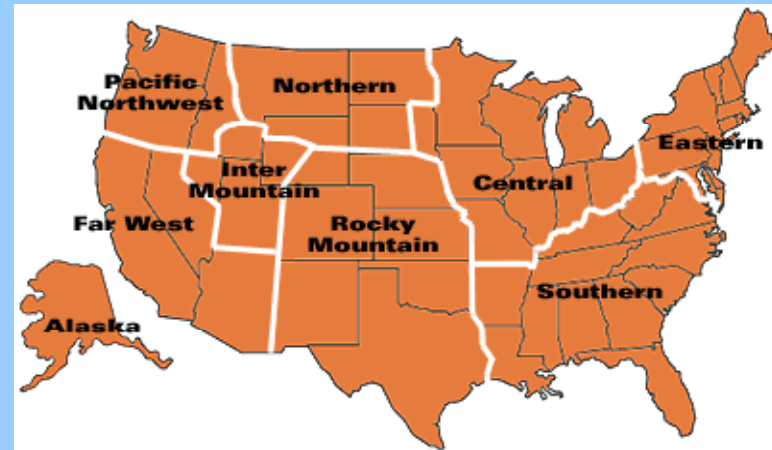 Pacific
Northwest
Northern
Eastern
Inter
Mountain
Central
Far West
Rocky
Mountain
Southern
Alaska